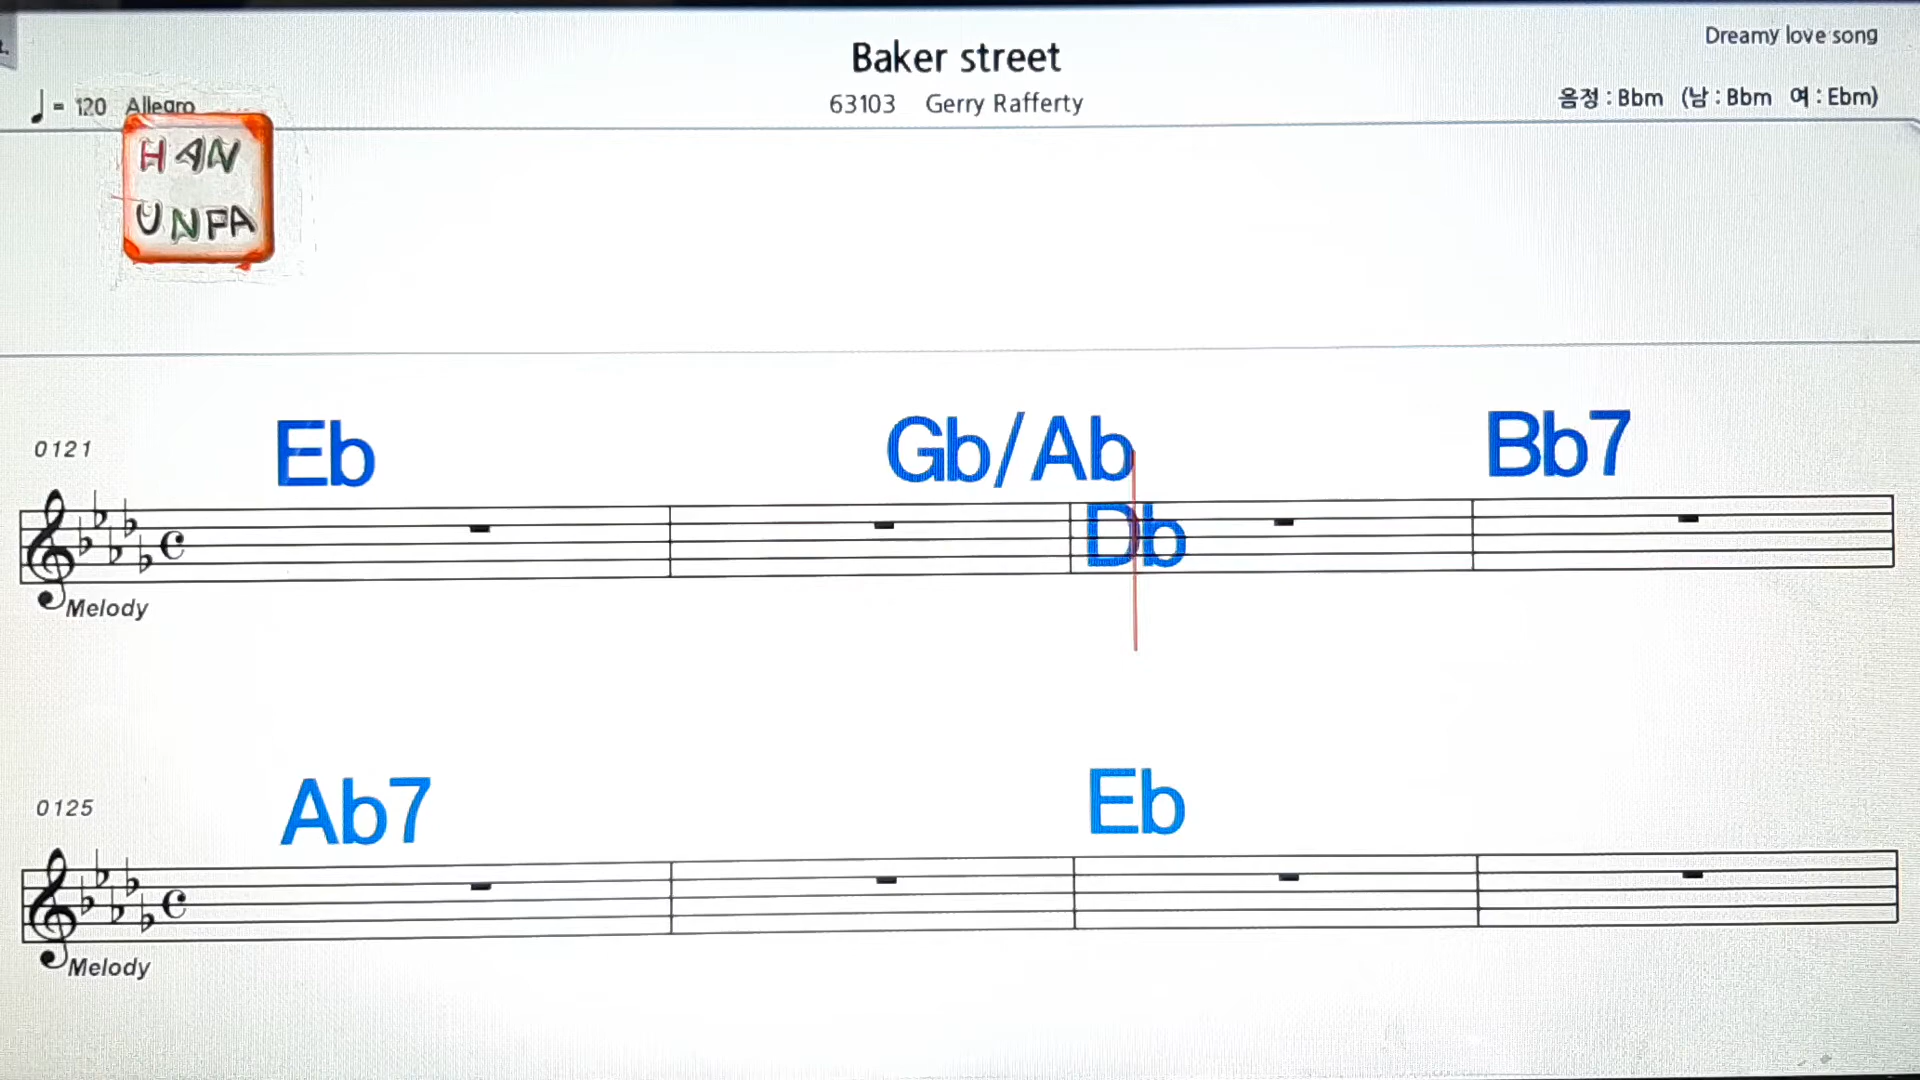 Dreamy love song
Baker street
♩ = 120 Allegro
63103 Gerry Rafferty
음정 : Bbm (남 : Bbm 여 : Ebm)
HAN
UNFA
Eb Gb/Ab Bb7
0121
Db
Melody
Ab7 Eb
0125
Melody